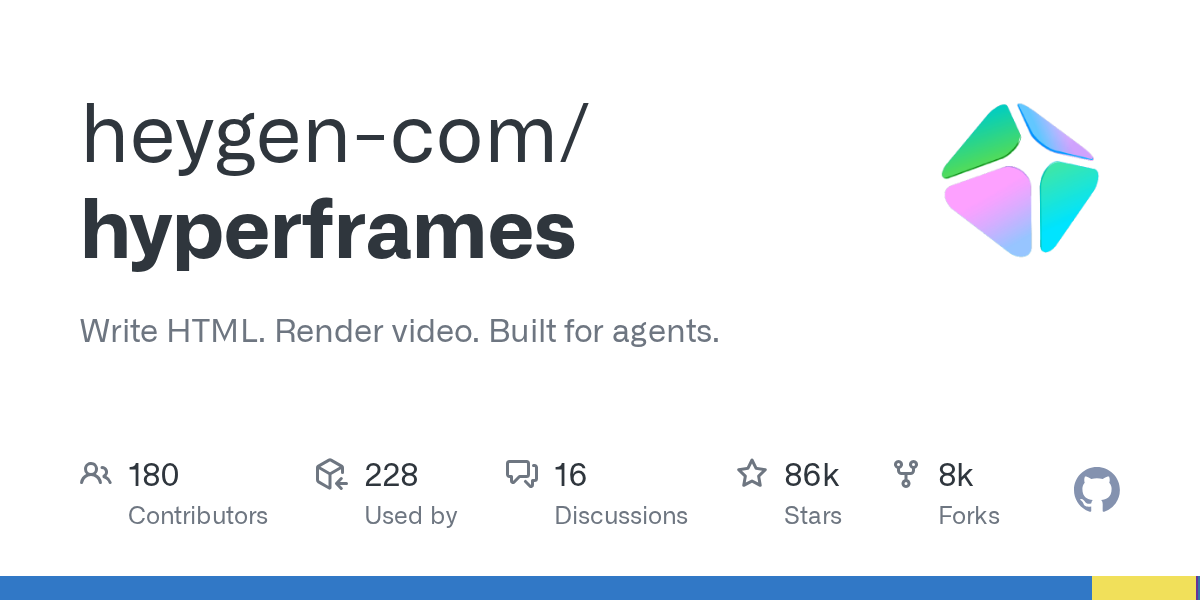 heygen-com/
hyperframes
Write HTML. Render video. Built for agents.
180
Contributors
228
Used by
16
Discussions
86k
Stars
8k
Forks